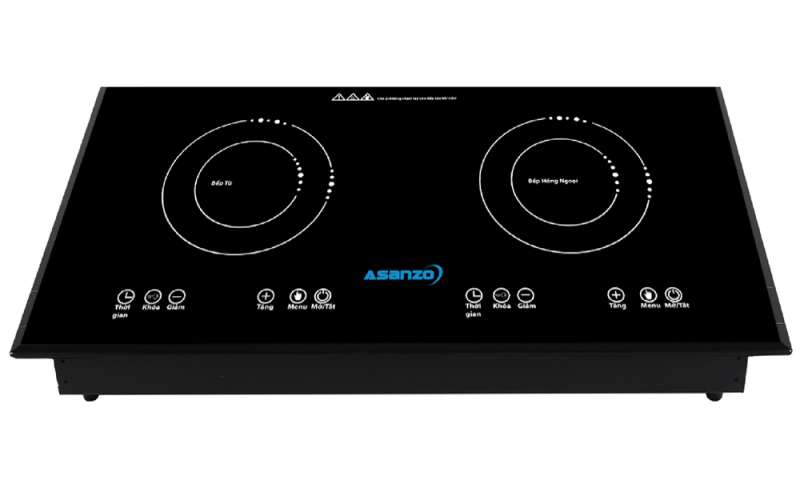 Bếp Từ
Bếp Hồng Ngoại
Asanzo
Thời gian
Khóa
Giảm
Tăng
Menu
Mở/Tắt
Thời gian
Khóa
Giảm
Tăng
Menu
Mở/Tắt